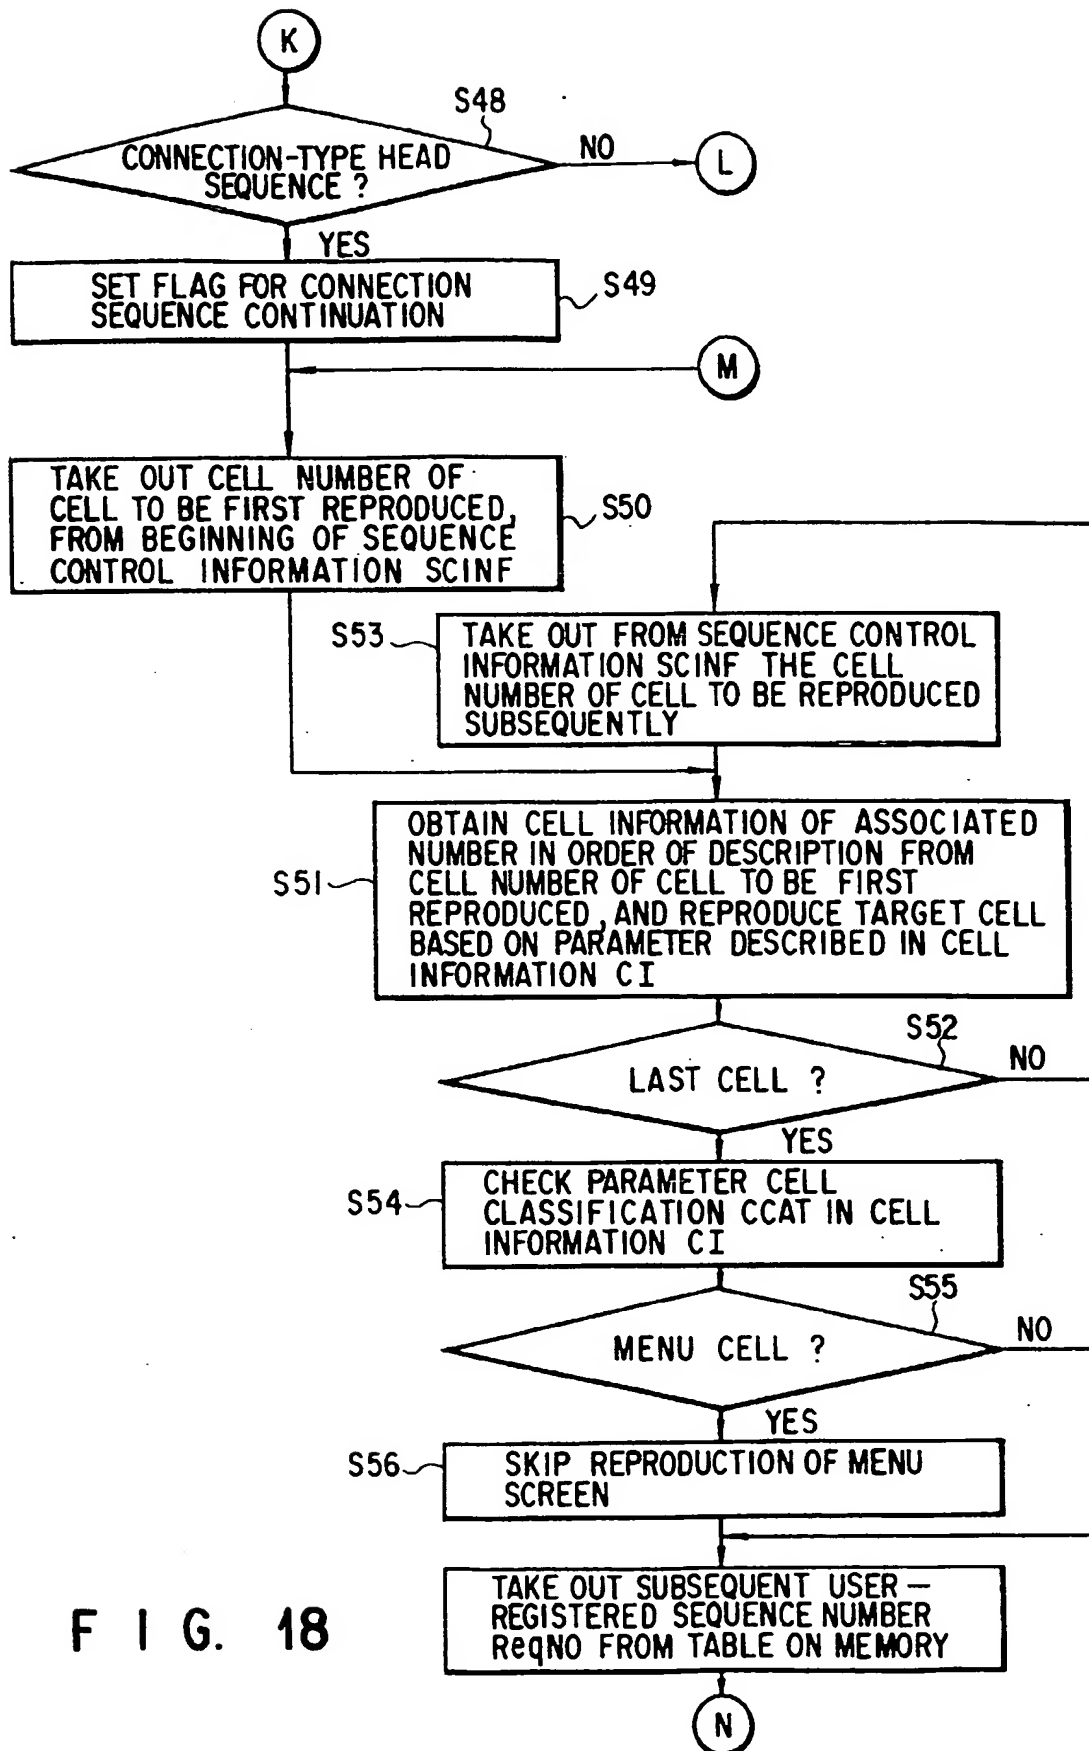 K
S48
CONNECTION-TYPE HEAD
SEQUENCE ?
NO
L
YES
SET FLAG FOR CONNECTION
SEQUENCE CONTINUATION
S49
M
TAKE OUT CELL NUMBER OF
CELL TO BE FIRST REPRODUCED,
FROM BEGINNING OF SEQUENCE
CONTROL INFORMATION SCINF
S50
S53
TAKE OUT FROM SEQUENCE CONTROL
INFORMATION SCINF THE CELL
NUMBER OF CELL TO BE REPRODUCED
SUBSEQUENTLY
S51
OBTAIN CELL INFORMATION OF ASSOCIATED
NUMBER IN ORDER OF DESCRIPTION FROM
CELL NUMBER OF CELL TO BE FIRST
REPRODUCED, AND REPRODUCE TARGET CELL
BASED ON PARAMETER DESCRIBED IN CELL
INFORMATION CI
S52
LAST CELL ?
NO
YES
S54
CHECK PARAMETER CELL
CLASSIFICATION CCAT IN CELL
INFORMATION CI
S55
MENU CELL ?
NO
YES
S56
SKIP REPRODUCTION OF MENU
SCREEN
TAKE OUT SUBSEQUENT USER-
REGISTERED SEQUENCE NUMBER
ReqNO FROM TABLE ON MEMORY
N
FIG. 18